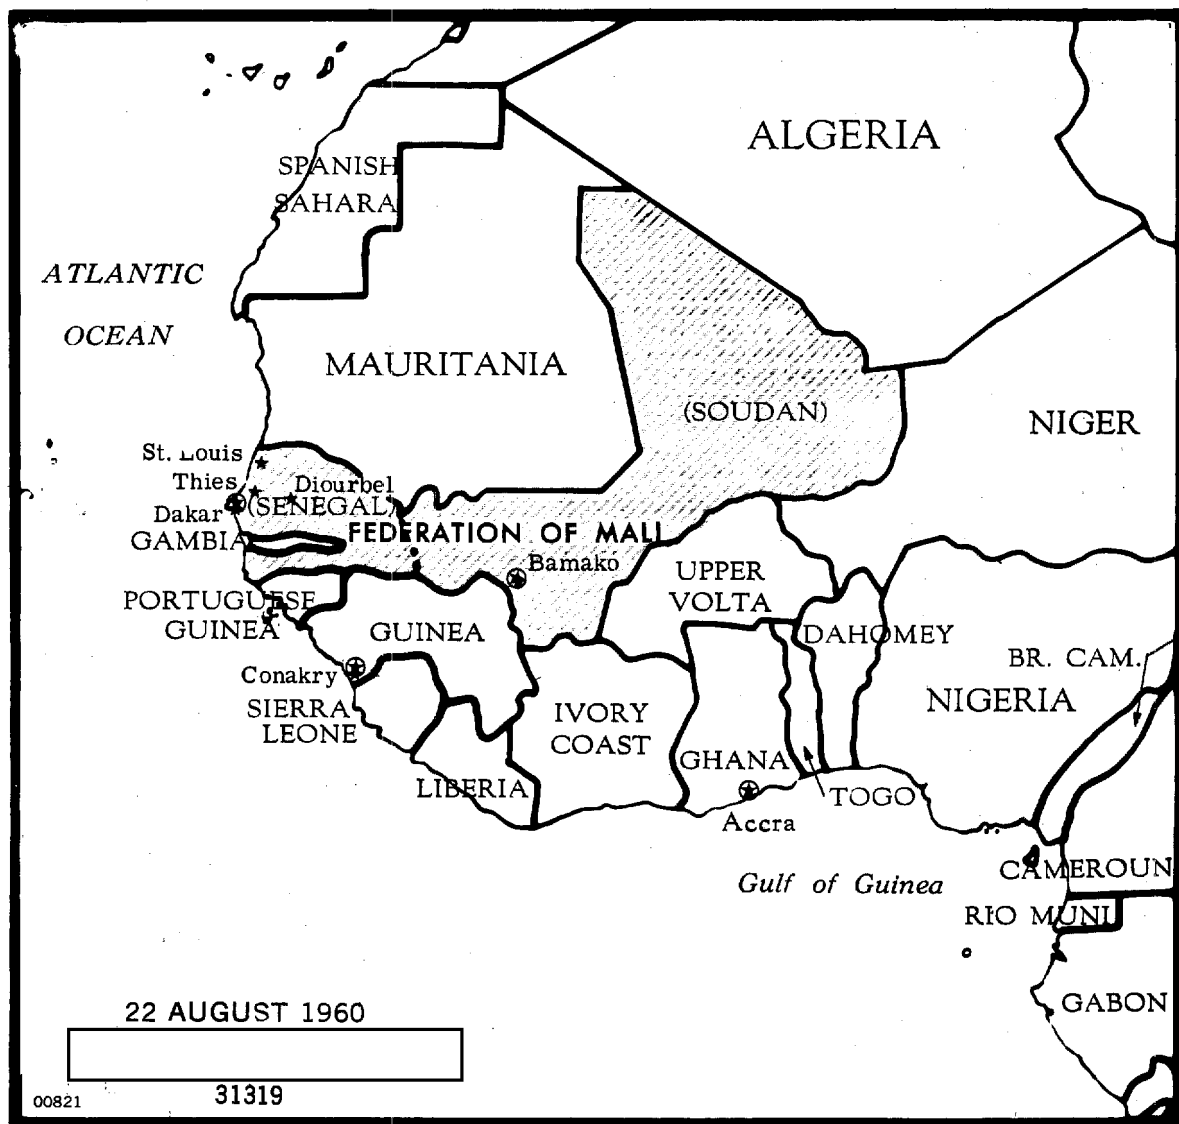 ALGERIA
SPANISH
SAHARA
ATLANTIC
OCEAN
MAURITANIA
(SOUDAN)
NIGER
St. Louis
Thies
Diourbel
Dakar
(SENEGAL)
GAMBIA
FEDERATION OF MALI
Bamako
UPPER
VOLTA
PORTUGUESE
GUINEA
GUINEA
DAHOMEY
BR. CAM.
Conakry
NIGERIA
SIERRA
LEONE
IVORY
COAST
GHANA
LIBERIA
TOGO
Accra
Gulf of Guinea
CAMEROUN
RIO MUNI
GABON
22 AUGUST 1960
31319
00821